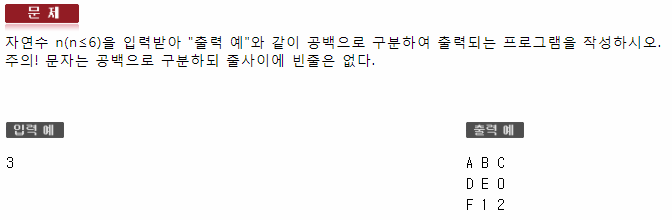 문 제
자연수 n(n≤6)을 입력받아 "출력 예"와 같이 공백으로 구분하여 출력되는 프로그램을 작성하시오.
주의! 문자는 공백으로 구분하되 줄사이에 빈줄은 없다.
입력 예
3
출력 예
A B C
D E 0
F 1 2